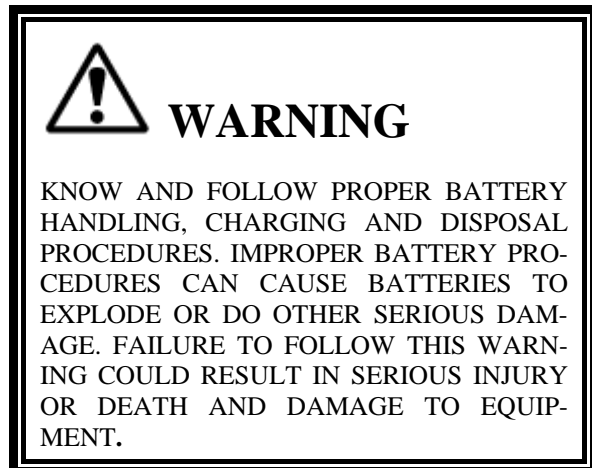 WARNING
KNOW AND FOLLOW PROPER BATTERY
HANDLING, CHARGING AND DISPOSAL
PROCEDURES. IMPROPER BATTERY PRO-
CEDURES CAN CAUSE BATTERIES TO
EXPLODE OR DO OTHER SERIOUS DAM-
AGE. FAILURE TO FOLLOW THIS WARN-
ING COULD RESULT IN SERIOUS INJURY
OR DEATH AND DAMAGE TO EQUIP-
MENT.